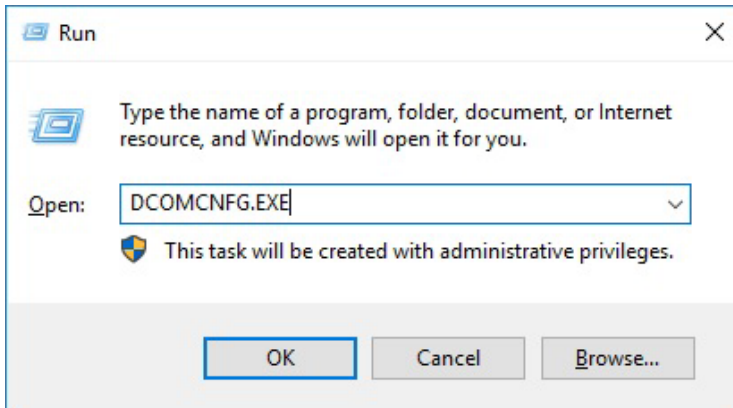 Run
Type the name of a program, folder, document, or Internet
resource, and Windows will open it for you.
Open: DCOMCNFG.EXE
This task will be created with administrative privileges.
OK Cancel Browse...